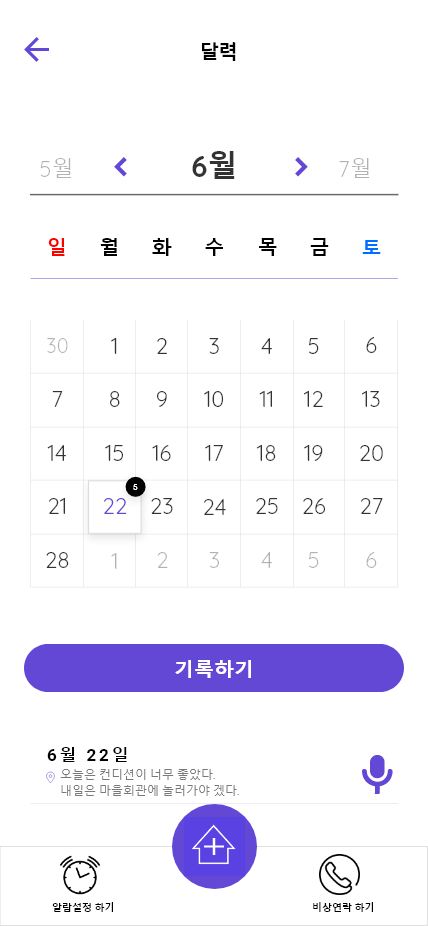 달력
5월 6월 7월
일 월 화 수 목 금 토
30 1 2 3 4 5 6
7 8 9 10 11 12 13
14 15 16 17 18 19 20
5
21 22 23 24 25 26 27
28 1 2 3 4 5 6
기록하기
6월 22일
오늘은 컨디션이 너무 좋았다.
내일은 마을회관에 놀러가야 겠다.
알람설정 하기 비상연락 하기